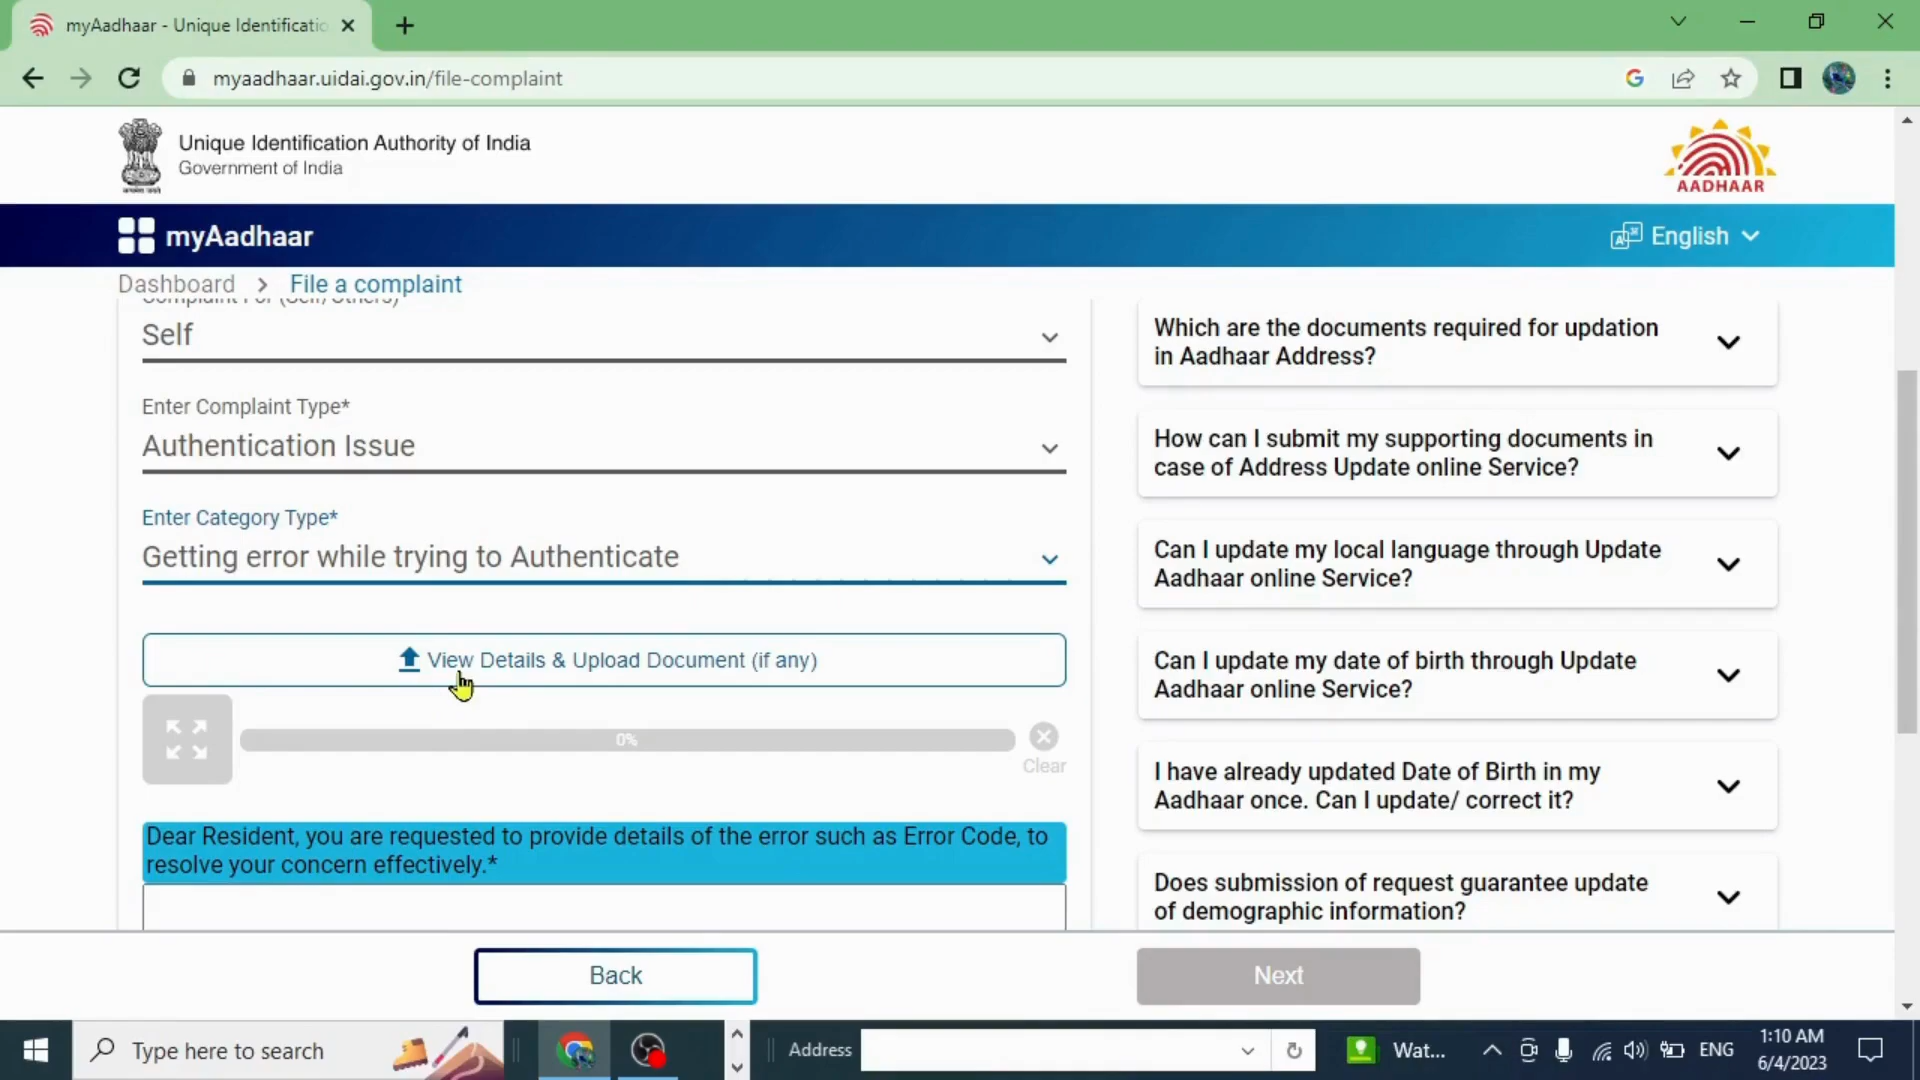 myAadhaar - Unique Identificatio
myaadhaar.uidai.gov.in/file-complaint
Unique Identification Authority of India
Government of India
AADHAAR
myAadhaar
English
Dashboard > File a complaint
Complaint For (Self/Others)
Self
Enter Complaint Type*
Authentication Issue
Enter Category Type*
Getting error while trying to Authenticate
View Details & Upload Document (if any)
0%
Clear
Dear Resident, you are requested to provide details of the error such as Error Code, to
resolve your concern effectively.*
Which are the documents required for updation
in Aadhaar Address?
How can I submit my supporting documents in
case of Address Update online Service?
Can I update my local language through Update
Aadhaar online Service?
Can I update my date of birth through Update
Aadhaar online Service?
I have already updated Date of Birth in my
Aadhaar once. Can I update/ correct it?
Does submission of request guarantee update
of demographic information?
Back
Next
Type here to search
Address
Wat...
ENG
1:10 AM
6/4/2023